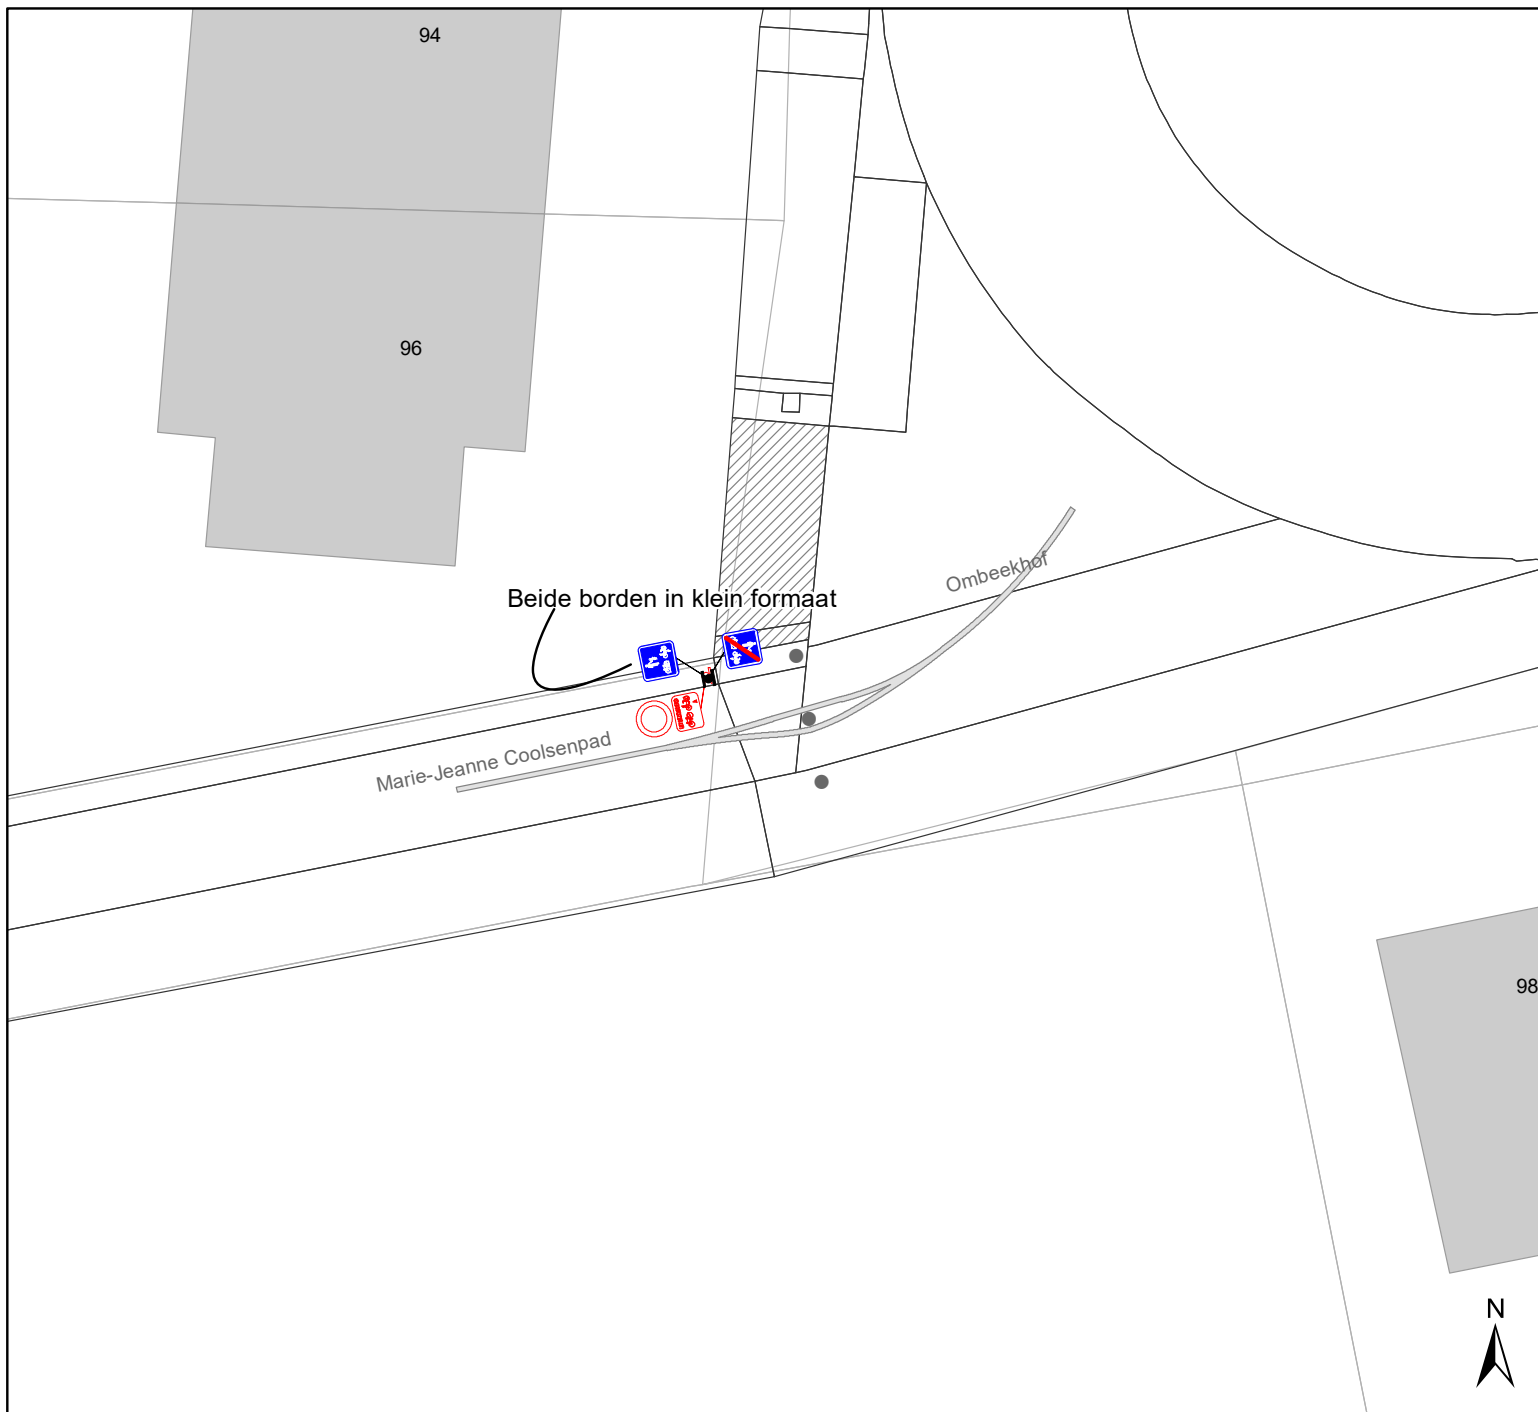 94
96
Beide borden in klein formaat
Ombeekhof
Marie-Jeanne Coolsenpad
98
N